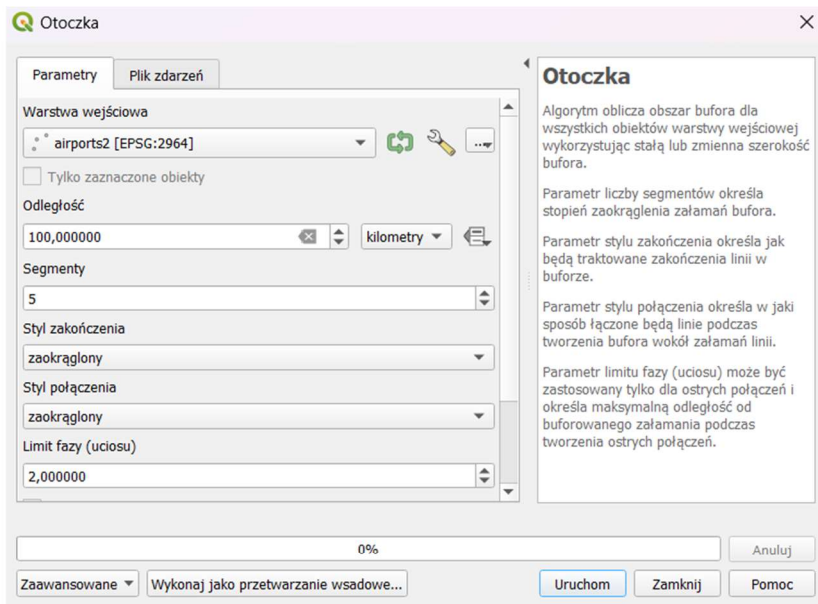 Otoczka
Parametry
Plik zdarzeń
Warstwa wejściowa
airports2 [EPSG:2964]
Tylko zaznaczone obiekty
Odległość
100,000000
kilometry
Segmenty
5
Styl zakończenia
zaokrąglony
Styl połączenia
zaokrąglony
Limit fazy (uciosu)
2,000000
Otoczka
Algorytm oblicza obszar bufora dla
wszystkich obiektów warstwy wejściowej
wykorzystując stałą lub zmienna szerokość
bufora.
Parametr liczby segmentów określa
stopień zaokrąglenia załamań bufora.
Parametr stylu zakończenia określa jak
będą traktowane zakończenia linii w
buforze.
Parametr stylu połączenia określa w jaki
sposób łączone będą linie podczas
tworzenia bufora wokół załamań linii.
Parametr limitu fazy (uciosu) może być
zastosowany tylko dla ostrych połączeń i
określa maksymalną odległość od
buforowanego załamania podczas
tworzenia ostrych połączeń.
0%
Anuluj
Zaawansowane
Wykonaj jako przetwarzanie wsadowe...
Uruchom
Zamknij
Pomoc